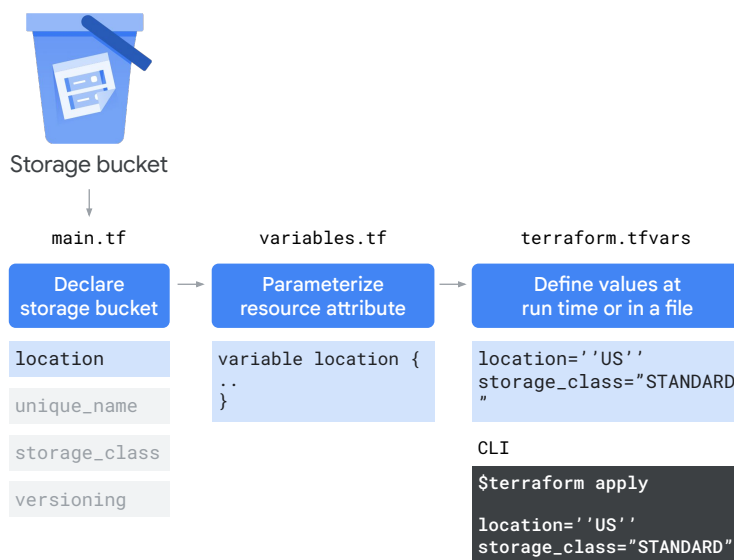 Storage bucket
main.tf
Declare
storage bucket
location
unique_name
storage_class
versioning
variables.tf
Parameterize
resource attribute
variable location {
..
}
terraform.tfvars
Define values at
run time or in a file
location=’’US’’
storage_class=”STANDARD
”
CLI
$terraform apply
location=’’US’’
storage_class=”STANDARD”